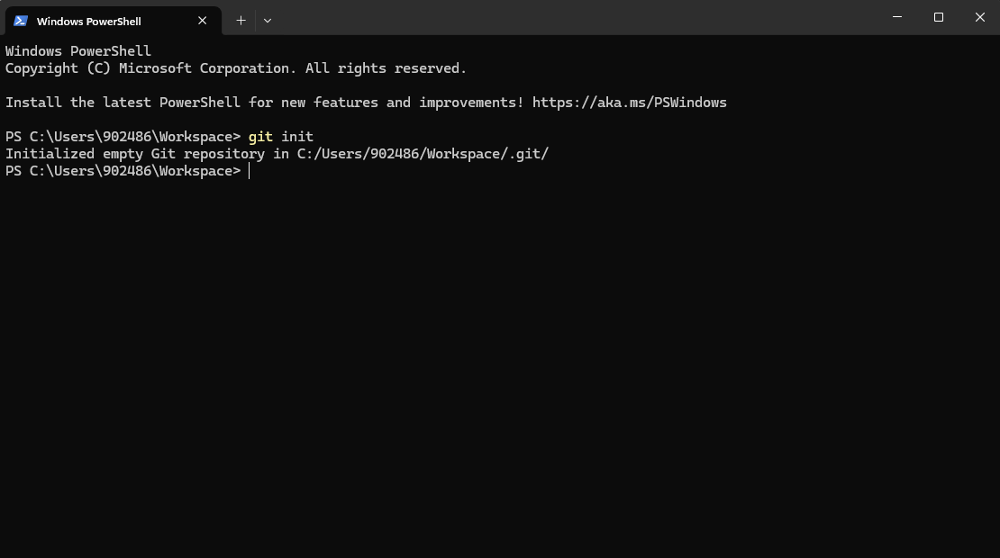 Windows PowerShell
Windows PowerShell
Copyright (C) Microsoft Corporation. All rights reserved.
Install the latest PowerShell for new features and improvements! https://aka.ms/PSWindows
PS C:\Users\902486\Workspace> git init
Initialized empty Git repository in C:/Users/902486/Workspace/.git/
PS C:\Users\902486\Workspace>